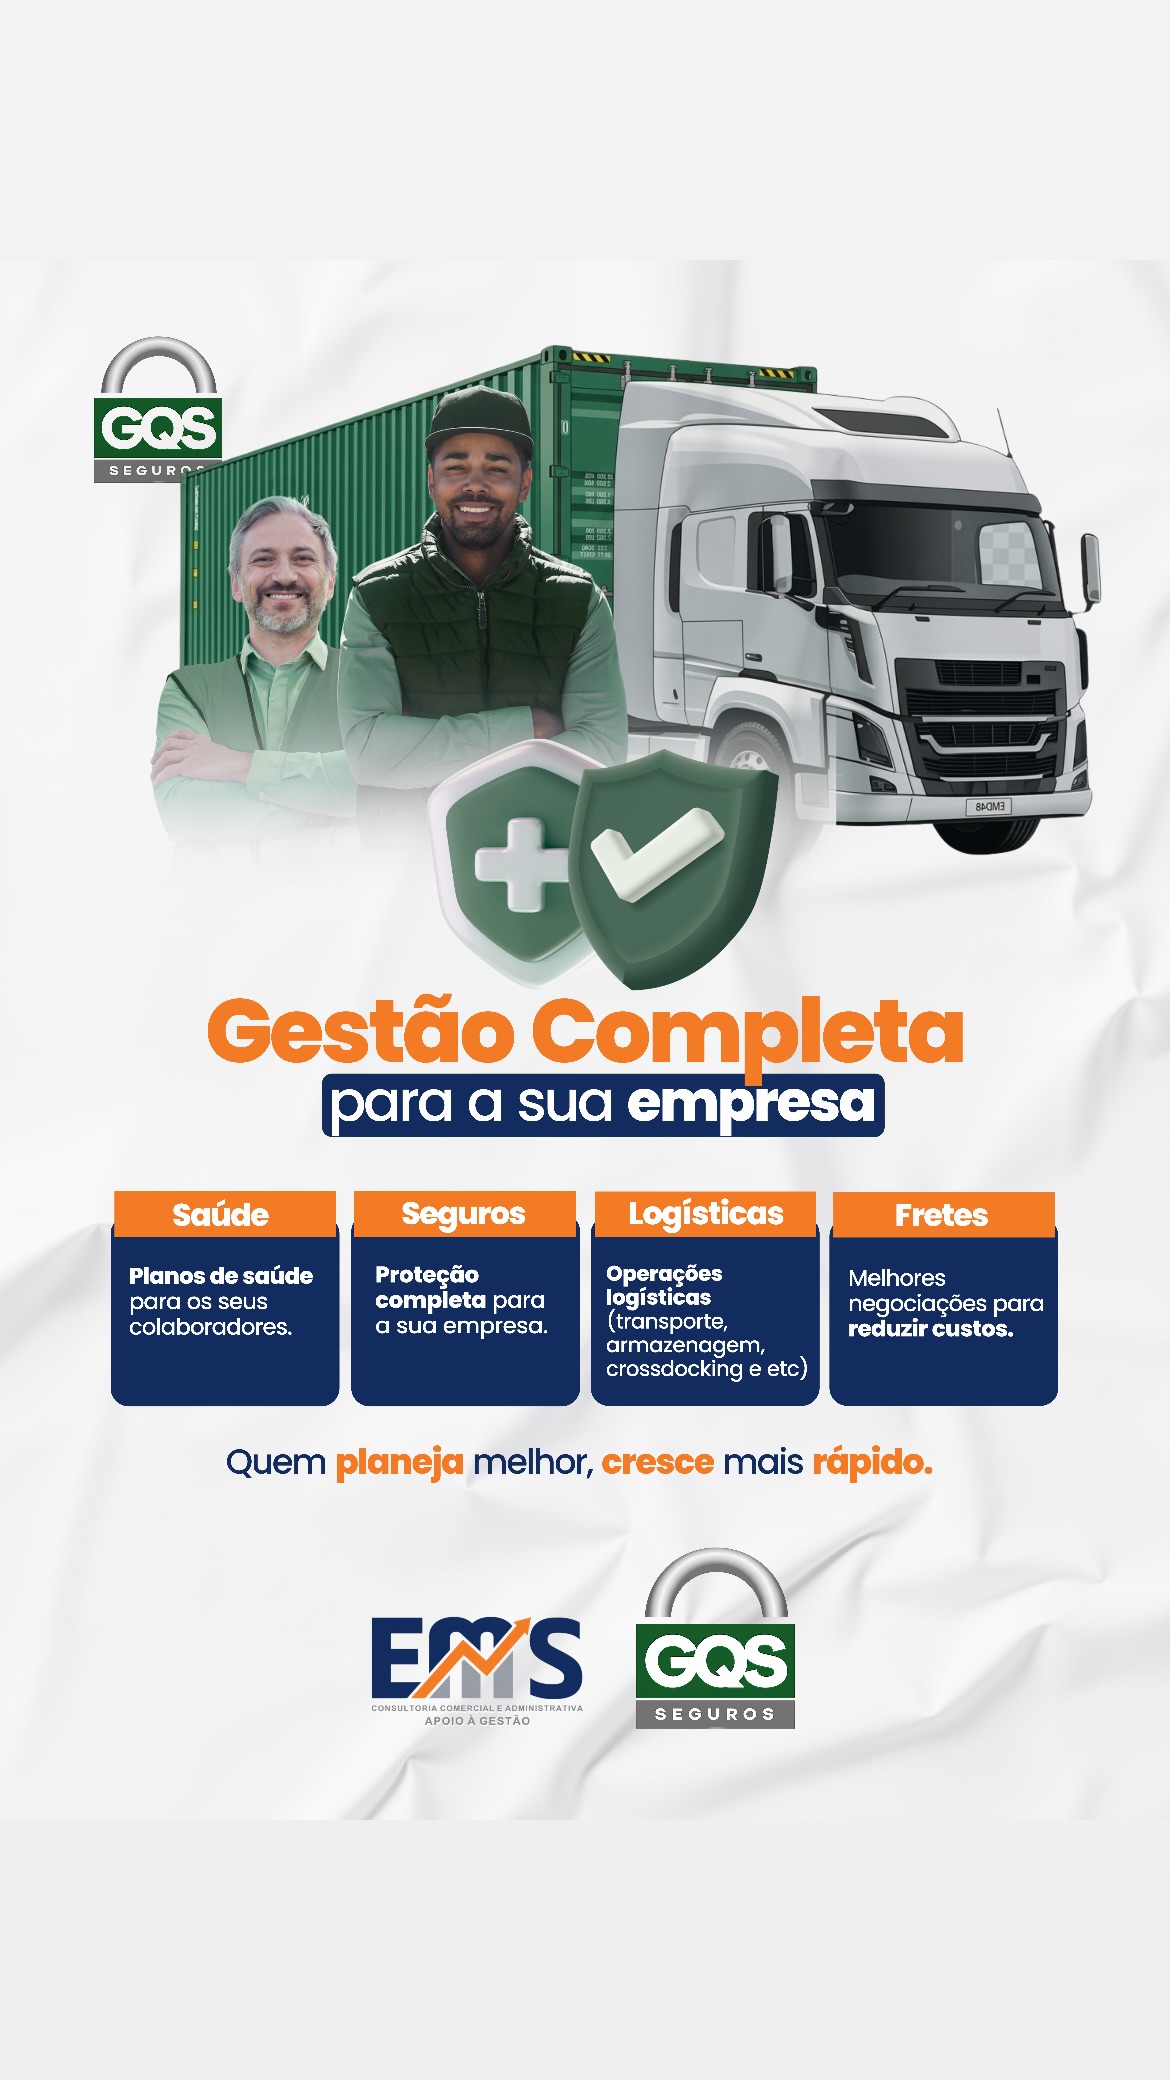 GQS
SEGUROS
EMD48
Gestão Completa
para a sua empresa
Saúde
Planos de saúde
para os seus
colaboradores.
Seguros
Proteção
completa para
a sua empresa.
Logísticas
Operações
logísticas
(transporte,
armazenagem,
crossdocking e etc)
Fretes
Melhores
negociações para
reduzir custos.
Quem planeja melhor, cresce mais rápido.
EMS
CONSULTORIA COMERCIAL E ADMINISTRATIVA
APOIO À GESTÃO
GQS
SEGUROS